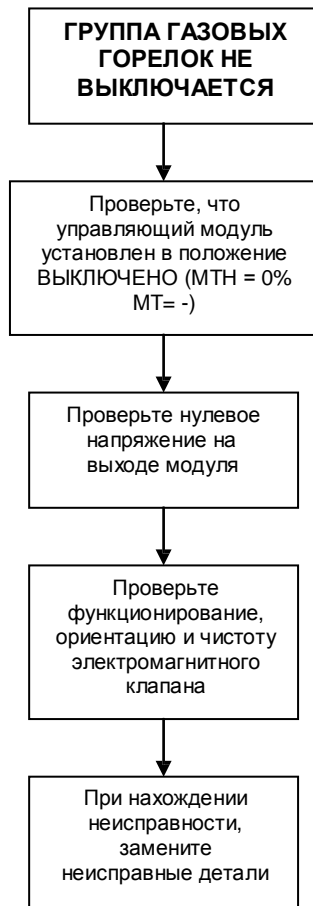 ГРУППА ГАЗОВЫХ
ГОРЕЛОК НЕ
ВЫКЛЮЧАЕТСЯ
Проверьте, что
управляющий модуль
установлен в положение
ВЫКЛЮЧЕНО (MTH = 0%
MT= -)
Проверьте нулевое
напряжение на
выходе модуля
Проверьте
функционирование,
ориентацию и чистоту
электромагнитного
клапана
При нахождении
неисправности,
замените
неисправные детали